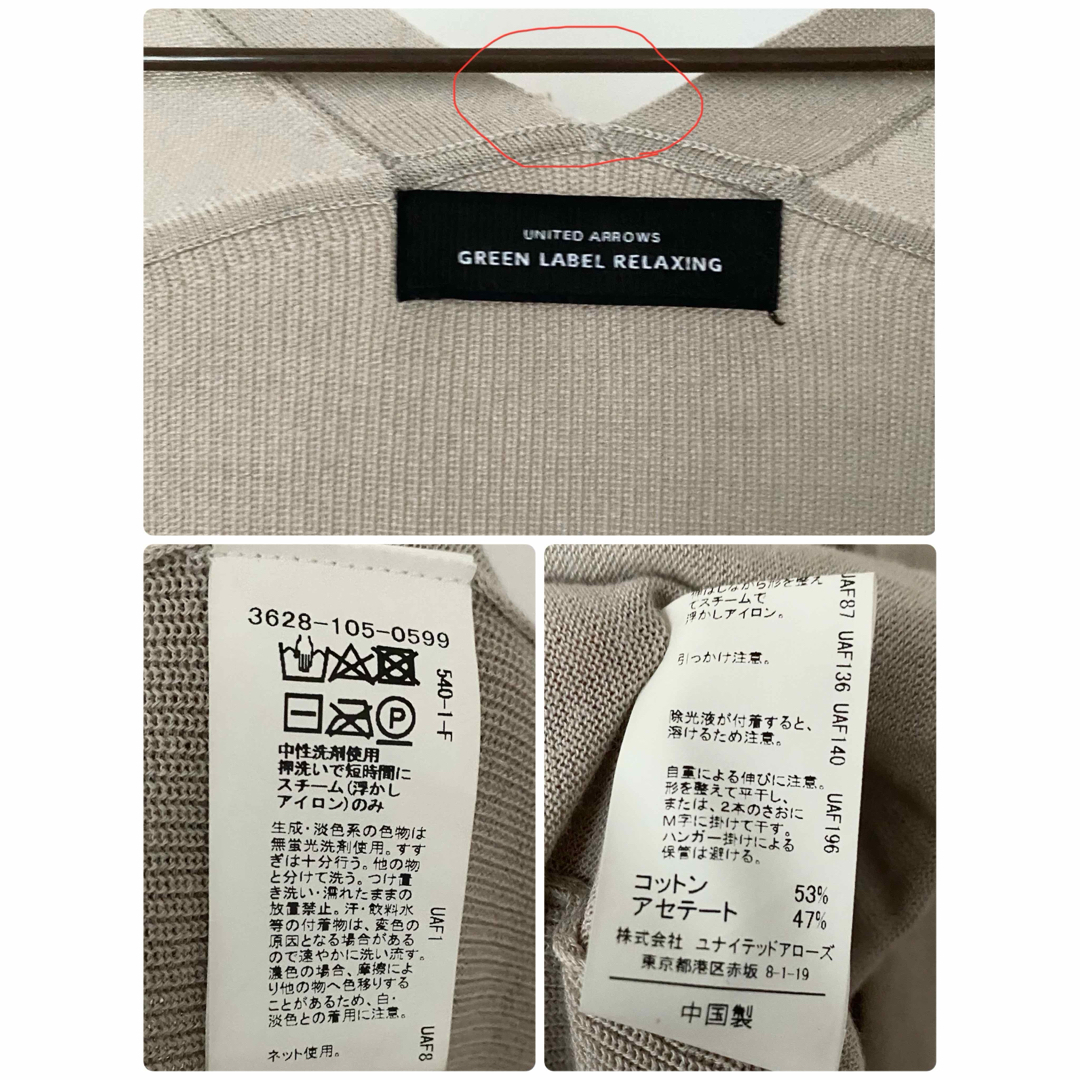 UNITED ARROWS
GREEN LABEL RELAXING
3628-105-0599
540-1-F
P
中性洗剤使用
押洗いで短時間に
スチーム(浮かし
アイロン)のみ
生成・淡色系の色物は
無蛍光洗剤使用。すす
ぎは十分行う。他の物
と分けて洗う。つけ置
き洗い・濡れたままの
放置禁止。汗・飲料水
等の付着物は、変色の
原因となる場合がある
ので速やかに洗い流す。
濃色の場合、摩擦によ
り他の物へ色移りする
ことがあるため、白・
淡色との着用に注意。
ネット使用。
UAF1
UAF8
ばしながら形を整え
てスチームで
浮かしアイロン。
引っかけ注意。
除光液が付着すると、
溶けるため注意。
自重による伸びに注意。
形を整えて平干し、
または、2本のさおに
M字に掛けて干す。
ハンガー掛けによる
保管は避ける。
UAF87 UAF136 UAF140 UAF196
コットン 53%
アセテート 47%
株式会社 ユナイテッドアローズ
東京都港区赤坂 8-1-19
中国製